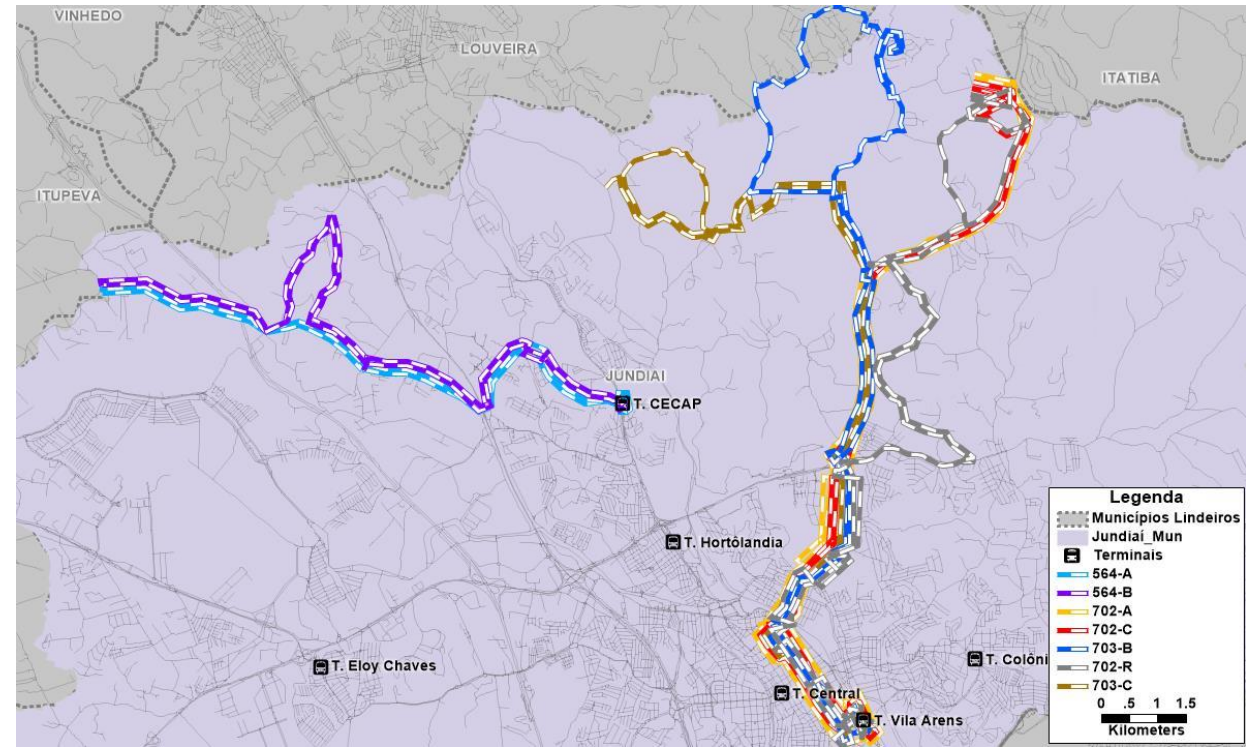 VINHEDO
LOUVEIRA
ITATIBA
ITUPEVA
JUNDIAI
T. CECAP
T. Hortôlandia
T. Eloy Chaves
T. Colôni
T. Central
T. Vila Arens
Legenda
Municípios Lindeiros
Jundiaí_Mun
Terminais
564-A
564-B
702-A
702-C
703-B
702-R
703-C
0 .5 1 1.5
Kilometers